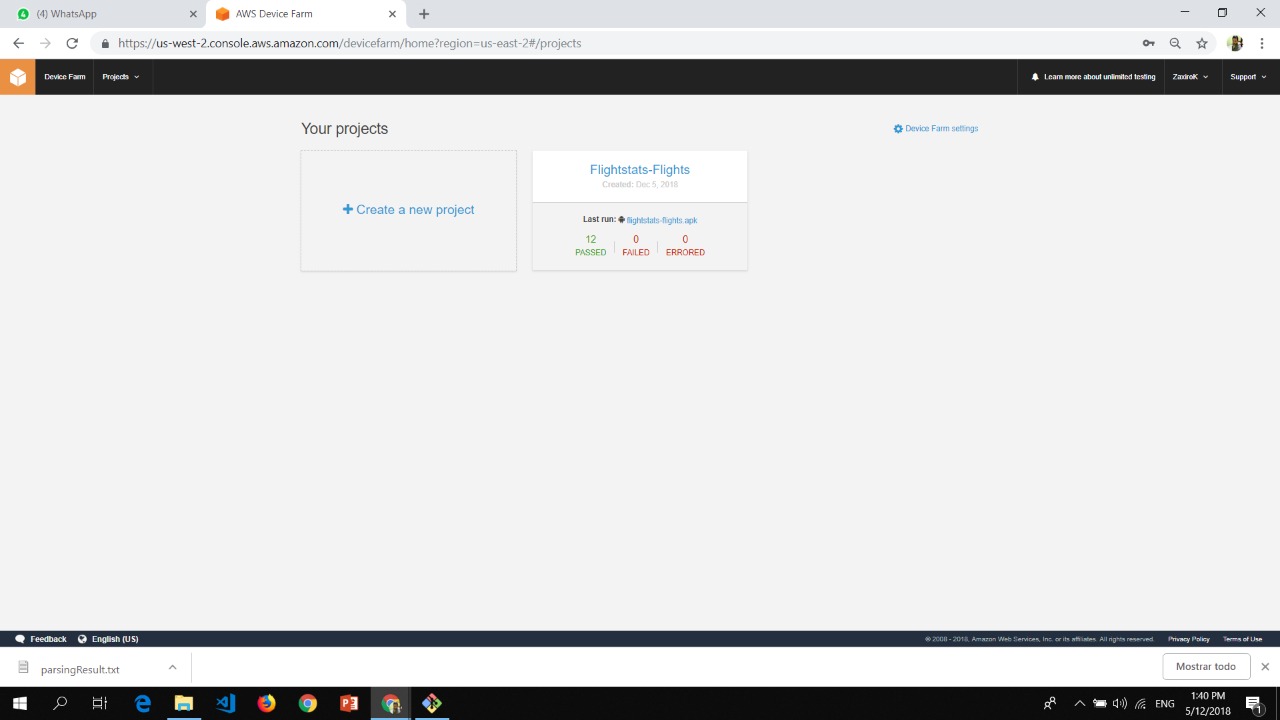 (4) WhatsApp
AWS Device Farm
https://us-west-2.console.aws.amazon.com/devicefarm/home?region=us-east-2#/projects
Device Farm
Projects
Learn more about unlimited testing
ZaxiroK
Support
Your projects
Device Farm settings
Create a new project
Flightstats-Flights
Created: Dec 5, 2018
Last run: flightstats-flights.apk
12 0 0
PASSED FAILED ERRORED
Feedback
English (US)
© 2008 - 2018, Amazon Web Services, Inc. or its affiliates. All rights reserved.
Privacy Policy
Terms of Use
parsingResult.txt
Mostrar todo
ENG
1:40 PM
5/12/2018
1